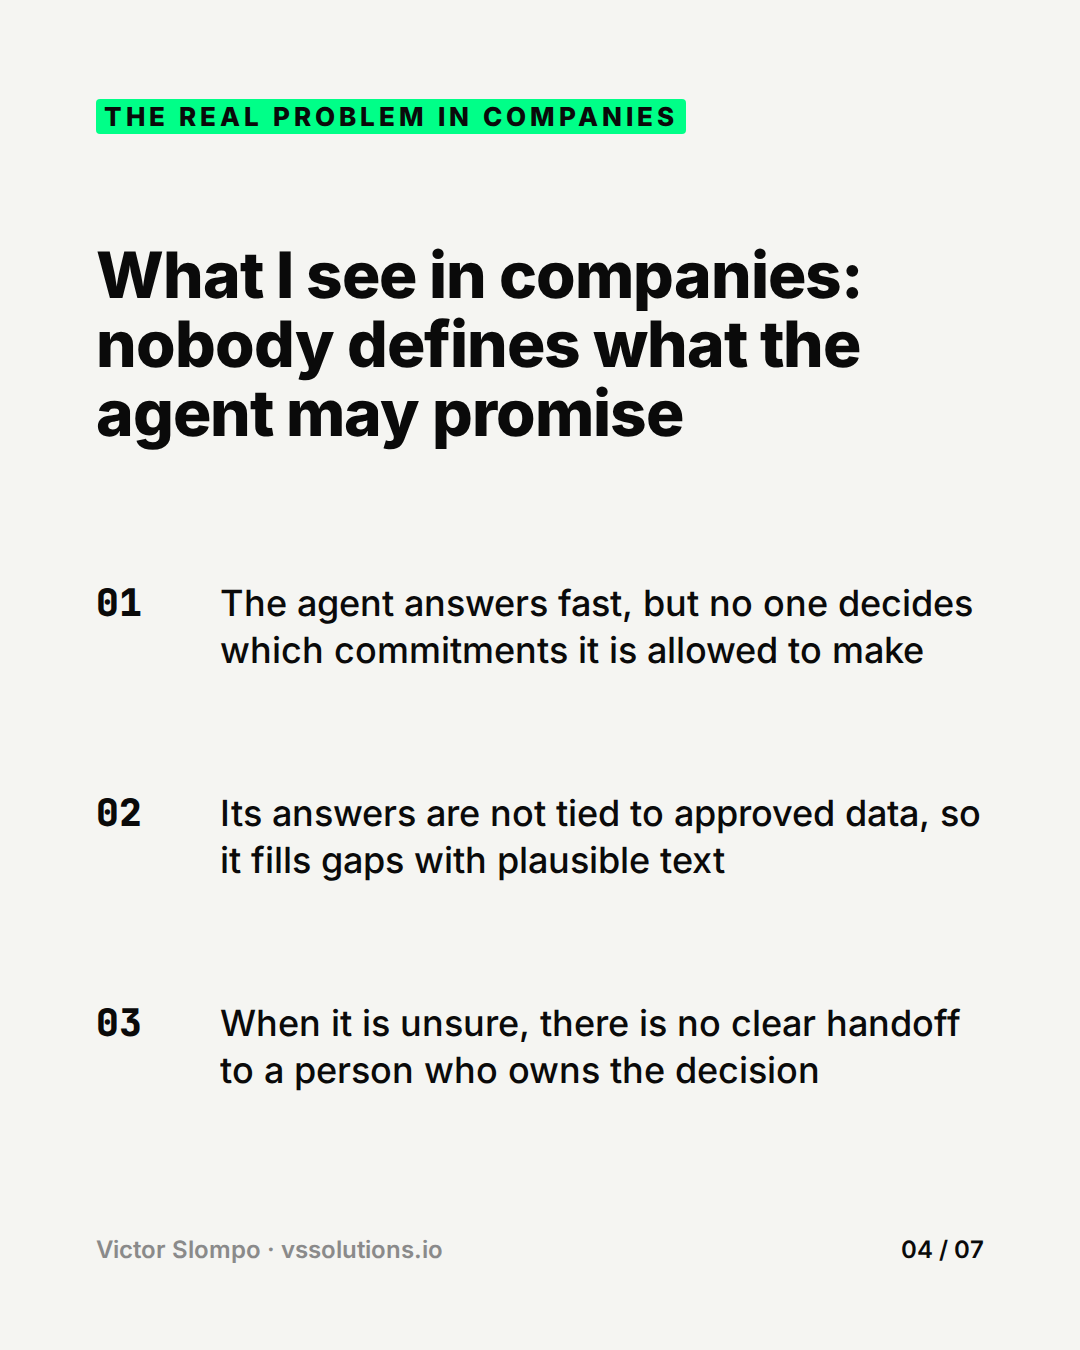 THE REAL PROBLEM IN COMPANIES
What I see in companies:
nobody defines what the
agent may promise
01 The agent answers fast, but no one decides
which commitments it is allowed to make
02 Its answers are not tied to approved data, so
it fills gaps with plausible text
03 When it is unsure, there is no clear handoff
to a person who owns the decision
Victor Slompo · vssolutions.io 04 / 07